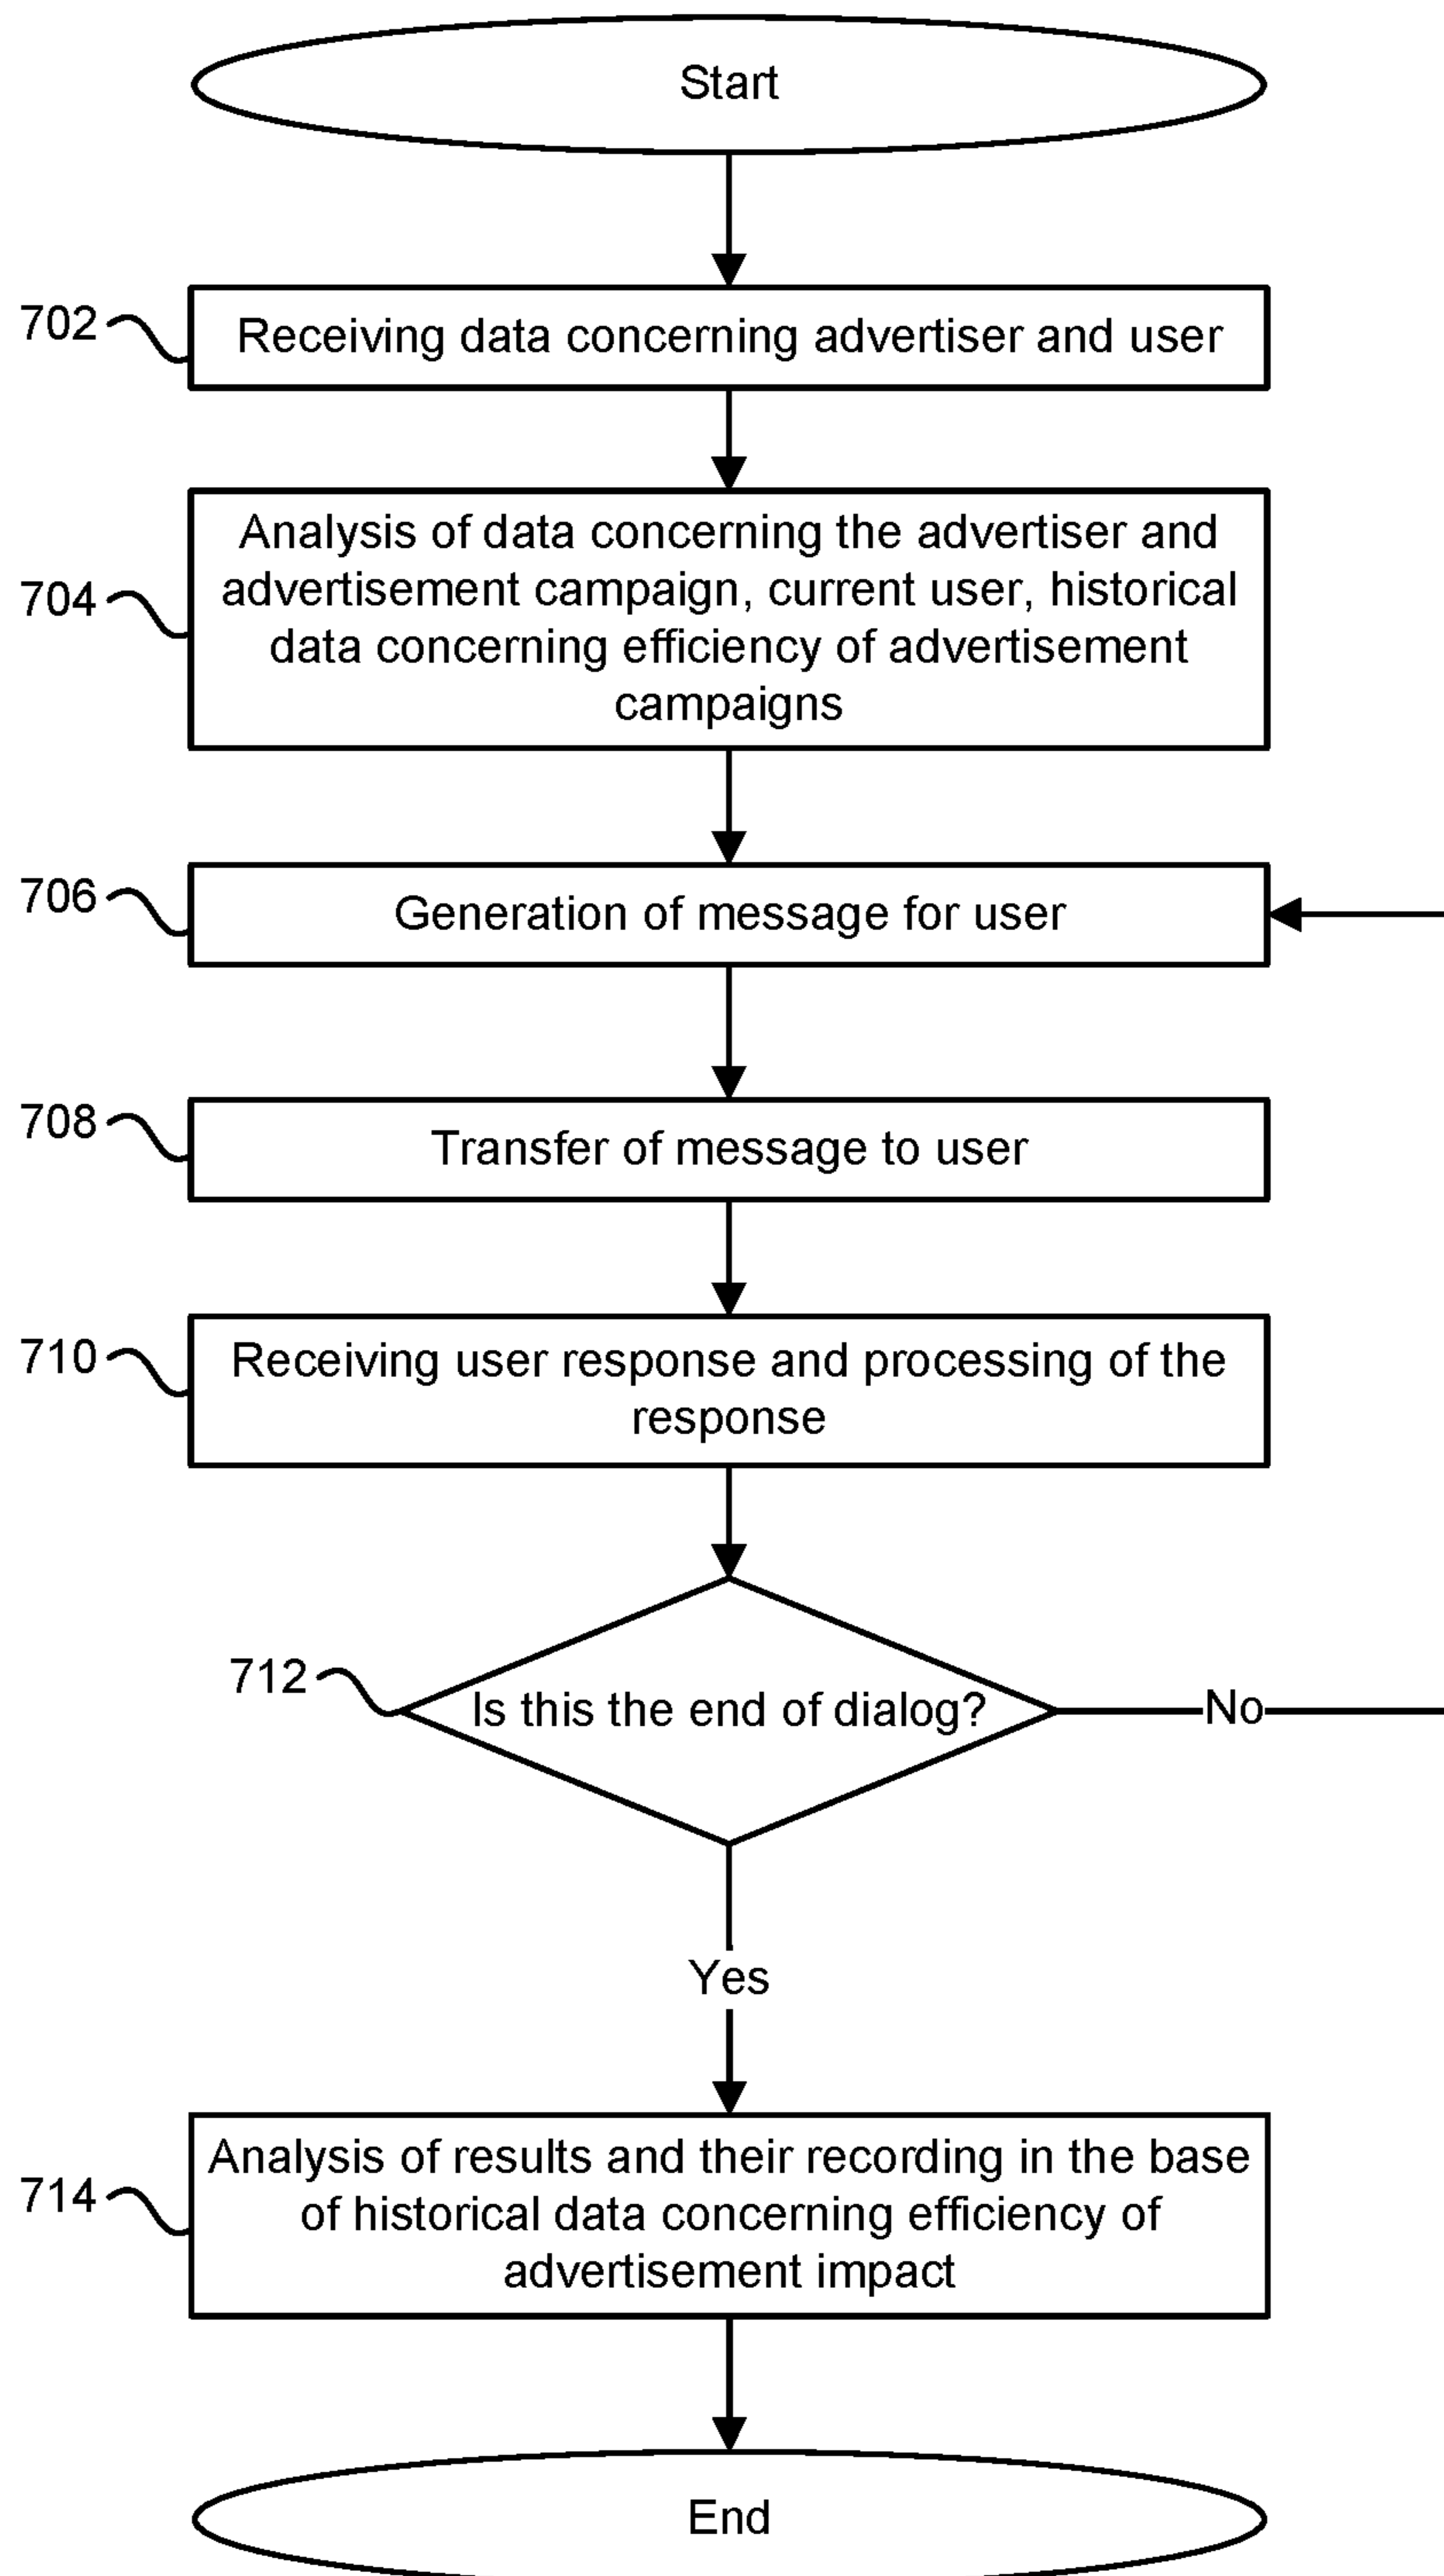 Start
702
Receiving data concerning advertiser and user
704
Analysis of data concerning the advertiser and
advertisement campaign, current user, historical
data concerning efficiency of advertisement
campaigns
706
Generation of message for user
708
Transfer of message to user
710
Receiving user response and processing of the
response
712
Is this the end of dialog?
No
Yes
714
Analysis of results and their recording in the base
of historical data concerning efficiency of
advertisement impact
End